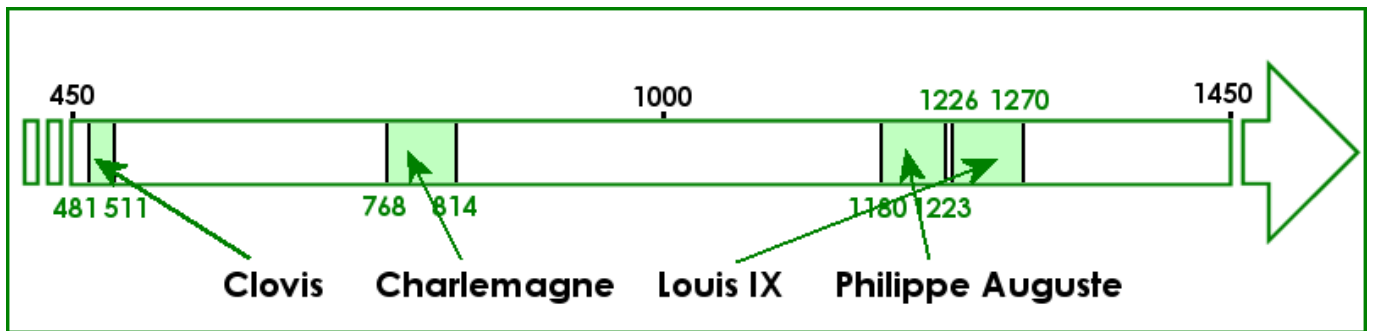 450 1000 1226 1270 1450
481 511 768 814 1180 1223
Clovis Charlemagne Louis IX Philippe Auguste